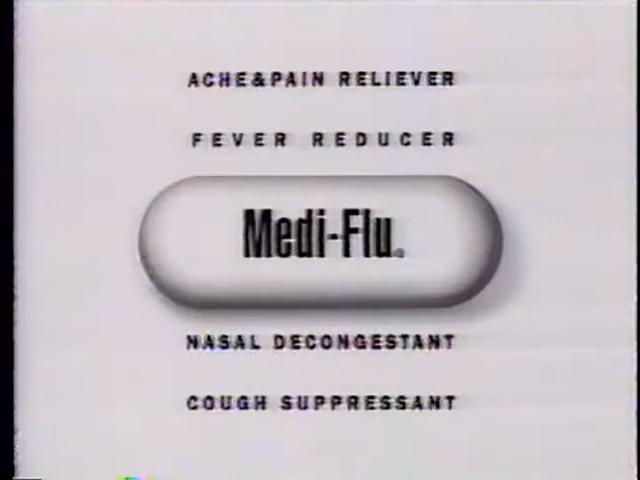 ACHE&PAIN RELIEVER
FEVER REDUCER
Medi-Flu®
NASAL DECONGESTANT
COUGH SUPPRESSANT